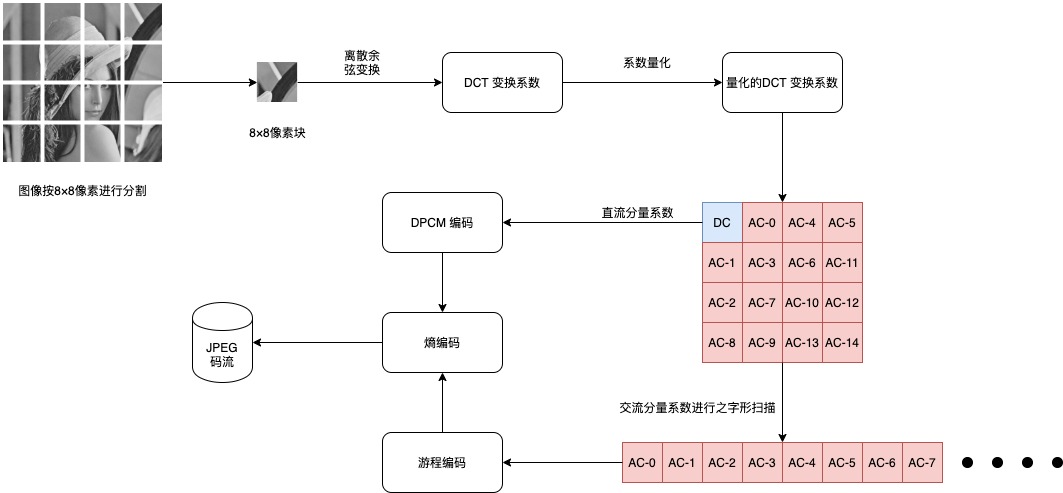 离散余
弦变换
系数量化
DCT 变换系数
量化的DCT 变换系数
8×8像素块
图像按8×8像素进行分割
直流分量系数
DPCM 编码
DC AC-0 AC-4 AC-5
AC-1 AC-3 AC-6 AC-11
AC-2 AC-7 AC-10 AC-12
AC-8 AC-9 AC-13 AC-14
熵编码
JPEG
码流
交流分量系数进行之字形扫描
游程编码
AC-0 AC-1 AC-2 AC-3 AC-4 AC-5 AC-6 AC-7